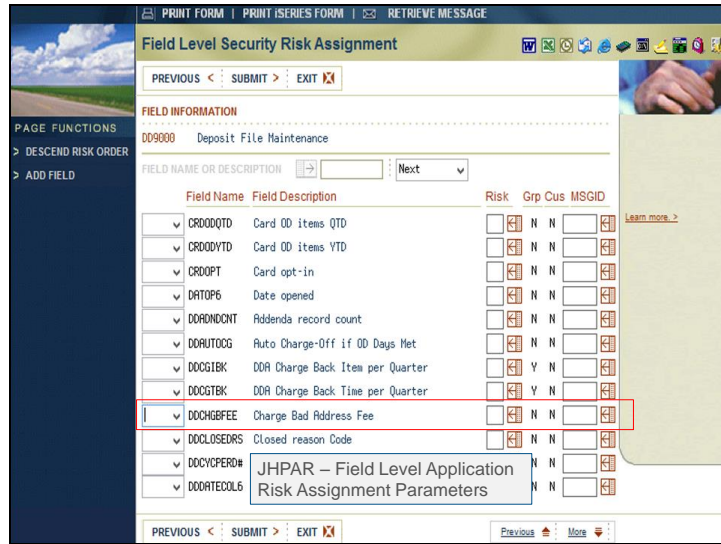 PRINT FORM | PRINT iSERIES FORM | RETRIEVE MESSAGE
Field Level Security Risk Assignment
PREVIOUS < SUBMIT > EXIT
FIELD INFORMATION
PAGE FUNCTIONS
DD9000 Deposit File Maintenance
> DESCEND RISK ORDER
> ADD FIELD
FIELD NAME OR DESCRIPTION Next
Field Name Field Description Risk Grp Cus MSGID
CRDODQTD Card OD items QTD N N
Learn more. >
CRDODYTD Card OD items YTD N N
CRDOPT Card opt-in N N
DATOP6 Date opened N N
DDADNDCNT Addenda record count N N
DDAUTOCG Auto Charge-Off if OD Days Met N N
DDCGIBK DDA Charge Back Item per Quarter Y N
DDCGTBK DDA Charge Back Time per Quarter Y N
DDCHGBFEE Charge Bad Address Fee N N
DDCLOSEDRS Closed reason Code N N
DDCYCPERD# N N
DDDATECOL6 N N
JHPAR – Field Level Application
Risk Assignment Parameters
PREVIOUS < SUBMIT > EXIT Previous More